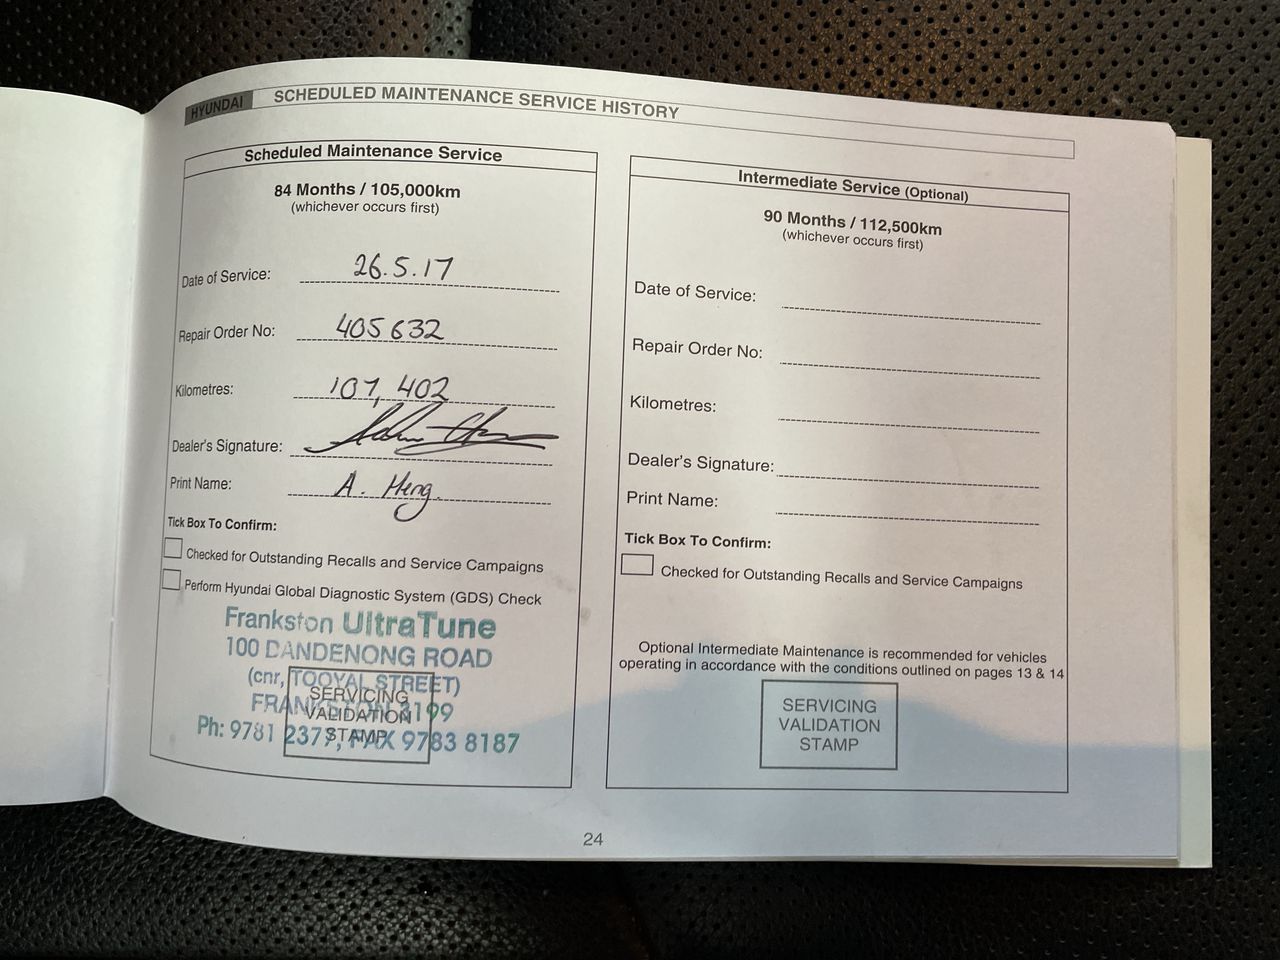 HYUNDAI
SCHEDULED MAINTENANCE SERVICE HISTORY
Scheduled Maintenance Service
84 Months / 105,000km
(whichever occurs first)
Date of Service: 26.5.17
Repair Order No: 405632
Kilometres: 107,402
Dealer's Signature:
Print Name: A. Heng.
Tick Box To Confirm:
Checked for Outstanding Recalls and Service Campaigns
Perform Hyundai Global Diagnostic System (GDS) Check
Frankston UltraTune
100 DANDENONG ROAD
(cnr, TOOYAL STREET)
FRANKSTON 3199
Ph: 9781 2377, FAX 9783 8187
SERVICING
VALIDATION
STAMP
Intermediate Service (Optional)
90 Months / 112,500km
(whichever occurs first)
Date of Service:
Repair Order No:
Kilometres:
Dealer's Signature:
Print Name:
Tick Box To Confirm:
Checked for Outstanding Recalls and Service Campaigns
Optional Intermediate Maintenance is recommended for vehicles
operating in accordance with the conditions outlined on pages 13 & 14
SERVICING
VALIDATION
STAMP
24